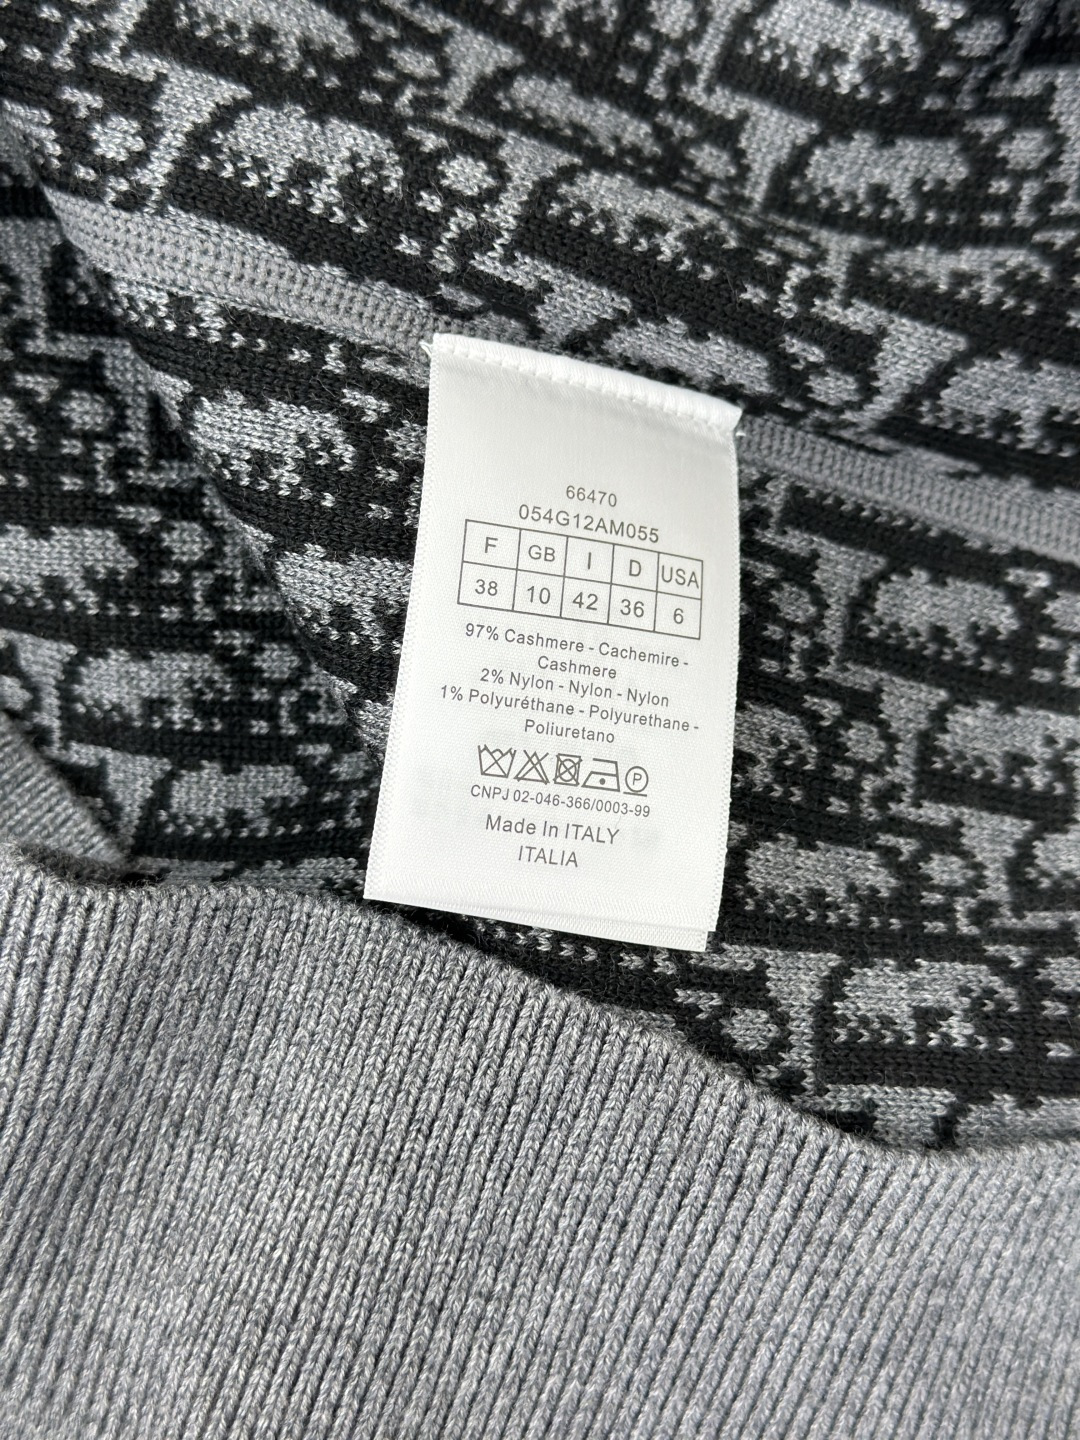 66470
054G12AM055
F GB I D USA
38 10 42 36 6
97% Cashmere - Cachemire -
Cashmere
2% Nylon - Nylon - Nylon
1% Polyuréthane - Polyurethane -
Poliuretano
P
CNPJ 02-046-366/0003-99
Made In ITALY
ITALIA